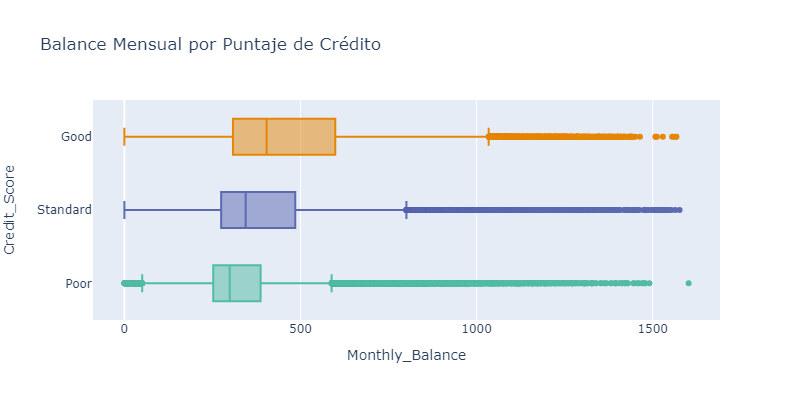 Balance Mensual por Puntaje de Crédito
Credit_Score
Good
Standard
Poor
0
500
1000
1500
Monthly_Balance